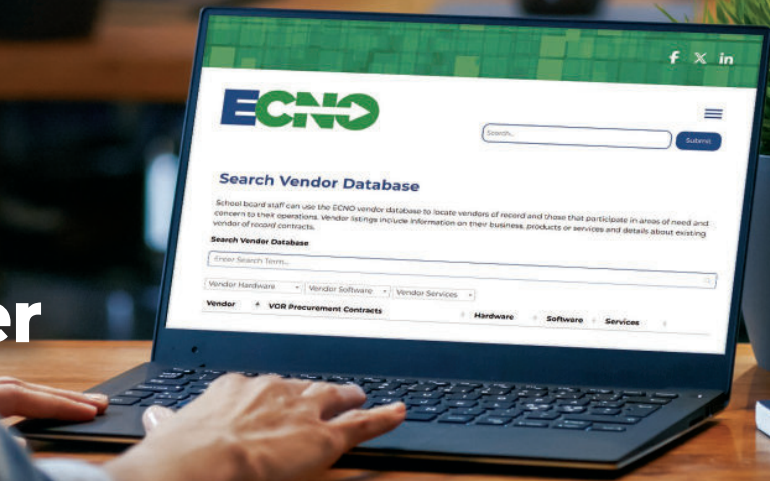 f X in
ECNO
Search...
Submit
Search Vendor Database
School board staff can use the ECNO vendor database to locate vendors of record and those that participate in areas of need and
concern to their operations. Vendor listings include information on their business, products or services and details about existing
vendor of record contracts.
Search Vendor Database
Enter Search Term...
Vendor Hardware Vendor Software Vendor Services
Vendor VOR Procurement Contracts Hardware Software Services
er